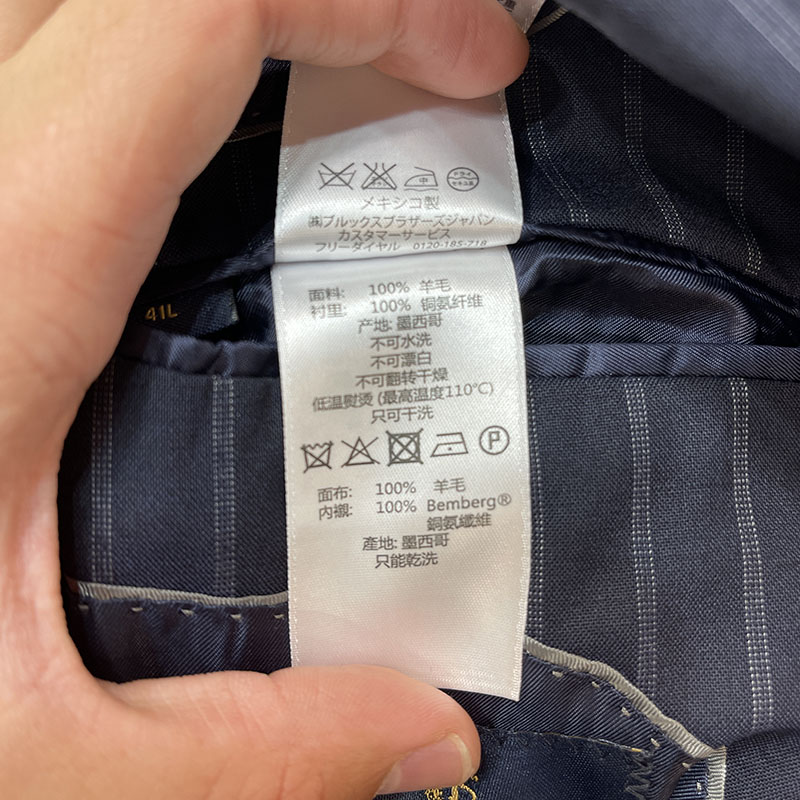 メキシコ製
㈱ブルックスブラザーズジャパン
カスタマーサービス
フリーダイヤル 0120-185-718
41L
面料: 100% 羊毛
衬里: 100% 铜氨纤维
产地: 墨西哥
不可水洗
不可漂白
不可翻转干燥
低温熨烫 (最高温度110℃)
只可干洗
P
面布: 100% 羊毛
內襯: 100% Bemberg®
銅氨纖維
產地: 墨西哥
只能乾洗